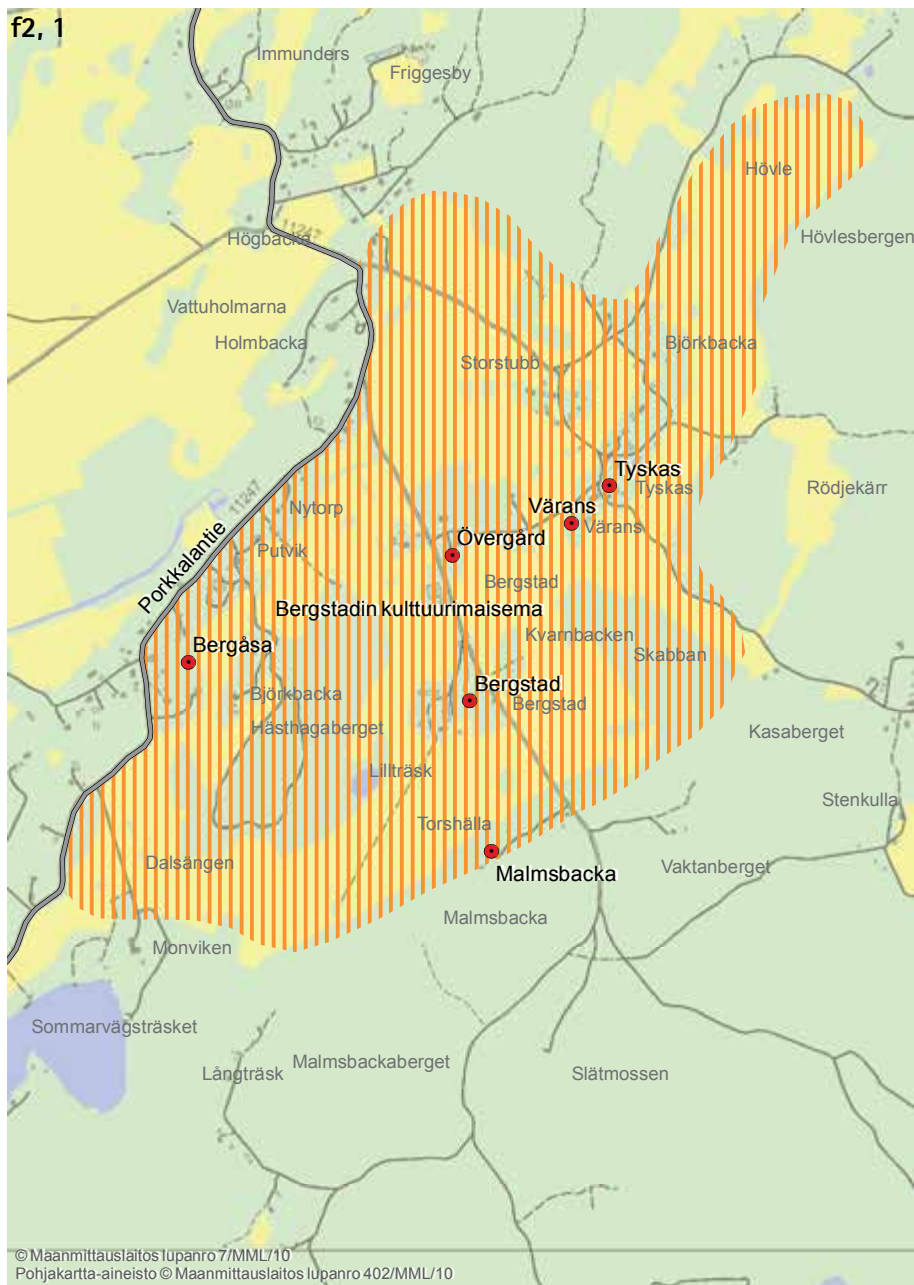 f2, 1
Immunders
Friggesby
Hövle
11247
Högbacka
Hövlesbergen
Vattuholmarna
Holmbacka
Björkbacka
Storstubb
Tyskas
Tyskas
Rödjekärr
11247
Nytorp
Värans
Värans
Porkkalantie
Putvik
Övergård
Bergstad
Bergstadin kulttuurimaisema
Kvarnbacken
Bergåsa
Skabban
Björkbacka
Bergstad
Bergstad
Hästhagaberget
Kasaberget
Lillträsk
Stenkulla
Torshälla
Dalsängen
Malmsbacka
Vaktanberget
Malmsbacka
Monviken
Sommarvägsträsket
Långträsk
Malmsbackaberget
Slätmossen
© Maanmittauslaitos lupanro 7/MML/10
Pohjakartta-aineisto © Maanmittauslaitos lupanro 402/MML/10